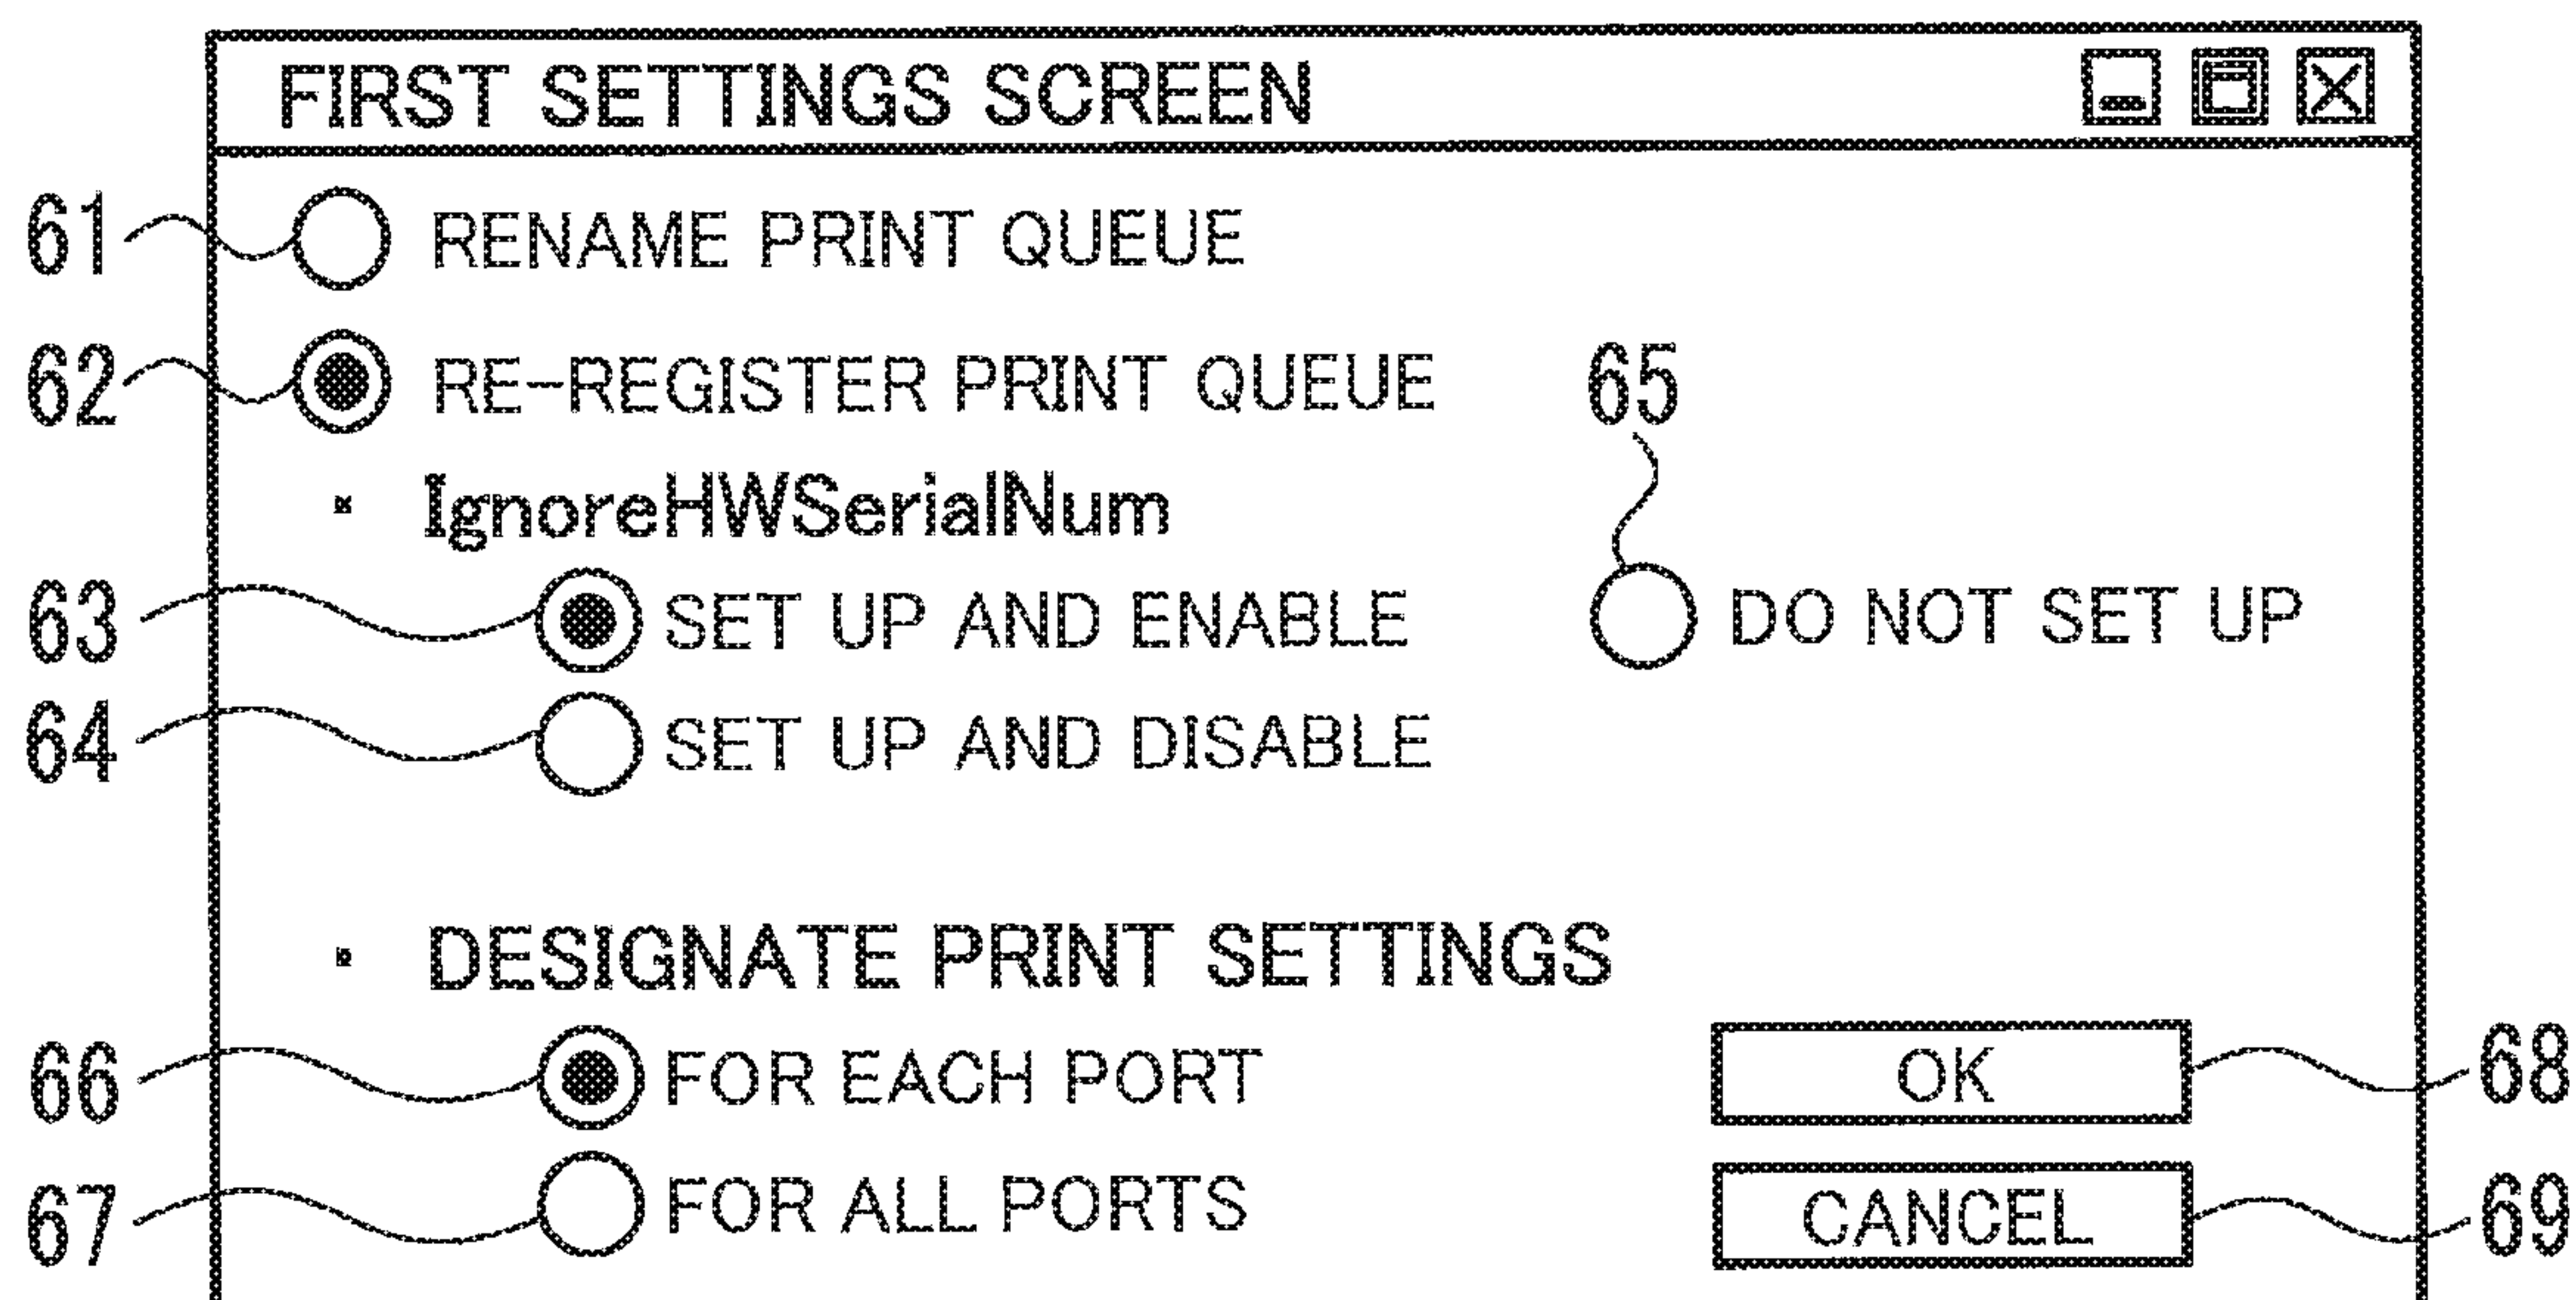 FIRST SETTINGS SCREEN
61 RENAME PRINT QUEUE
62 RE-REGISTER PRINT QUEUE 65
IgnoreHWSerialNum
63 SET UP AND ENABLE DO NOT SET UP
64 SET UP AND DISABLE
DESIGNATE PRINT SETTINGS
66 FOR EACH PORT OK 68
67 FOR ALL PORTS CANCEL 69